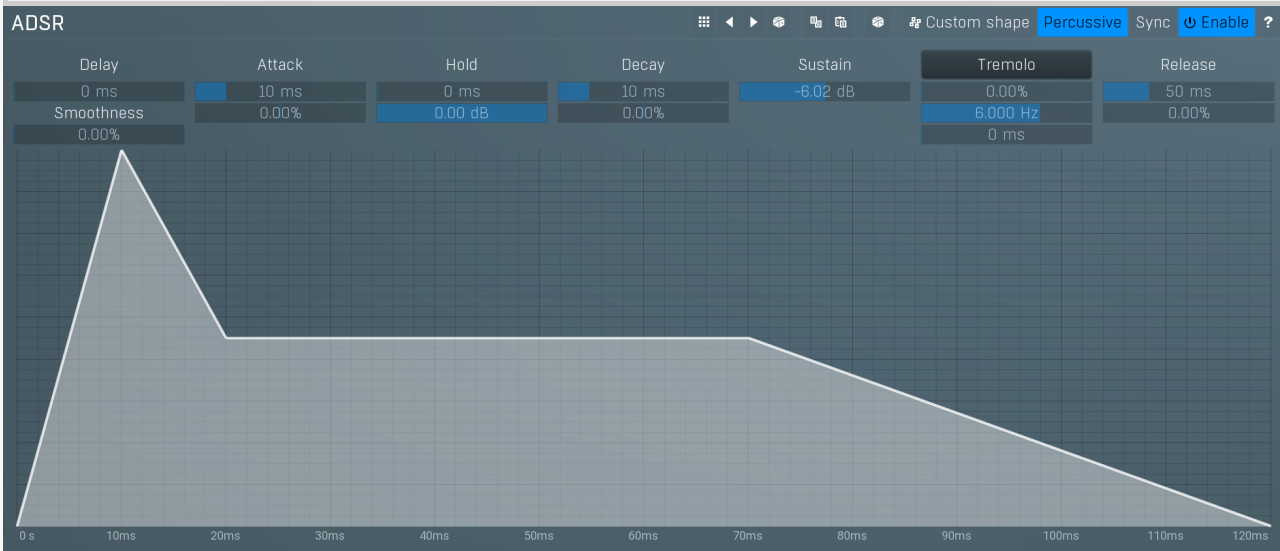 ADSR Custom shape Percussive Sync Enable ?
Delay Attack Hold Decay Sustain Tremolo Release
0 ms 10 ms 0 ms 10 ms -6.02 dB 0.00% 50 ms
Smoothness 0.00% 0.00 dB 0.00% 6.000 Hz 0.00%
0.00% 0 ms
0 s 10ms 20ms 30ms 40ms 50ms 60ms 70ms 80ms 90ms 100ms 110ms 120ms